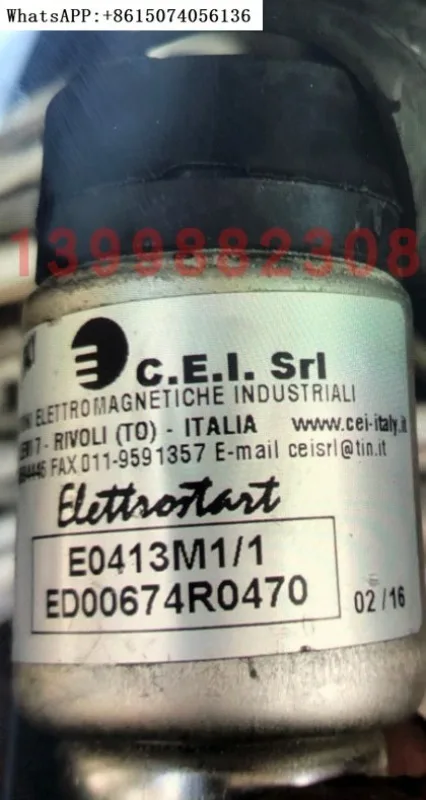 WhatsAPP:+8615074056136
1399882308
C.E.I. Srl
ELETTROMAGNETICHE INDUSTRIALI
7 - RIVOLI (TO) - ITALIA www.cei-italy.it
FAX 011-9591357 E-mail ceisrl@tin.it
Elettrostart
E0413M1/1
ED00674R0470
02/16